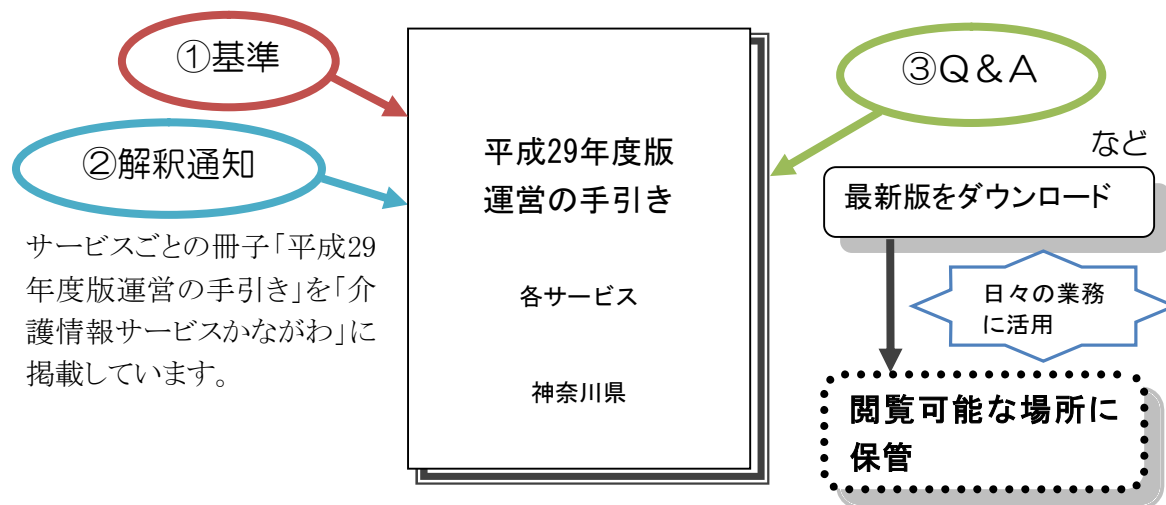 ①基準
②解釈通知
サービスごとの冊子「平成29
年度版運営の手引き」を「介
護情報サービスかながわ」に
掲載しています。
平成29年度版
運営の手引き
各サービス
神奈川県
③Q&A
など
最新版をダウンロード
日々の業務
に活用
閲覧可能な場所に
保管